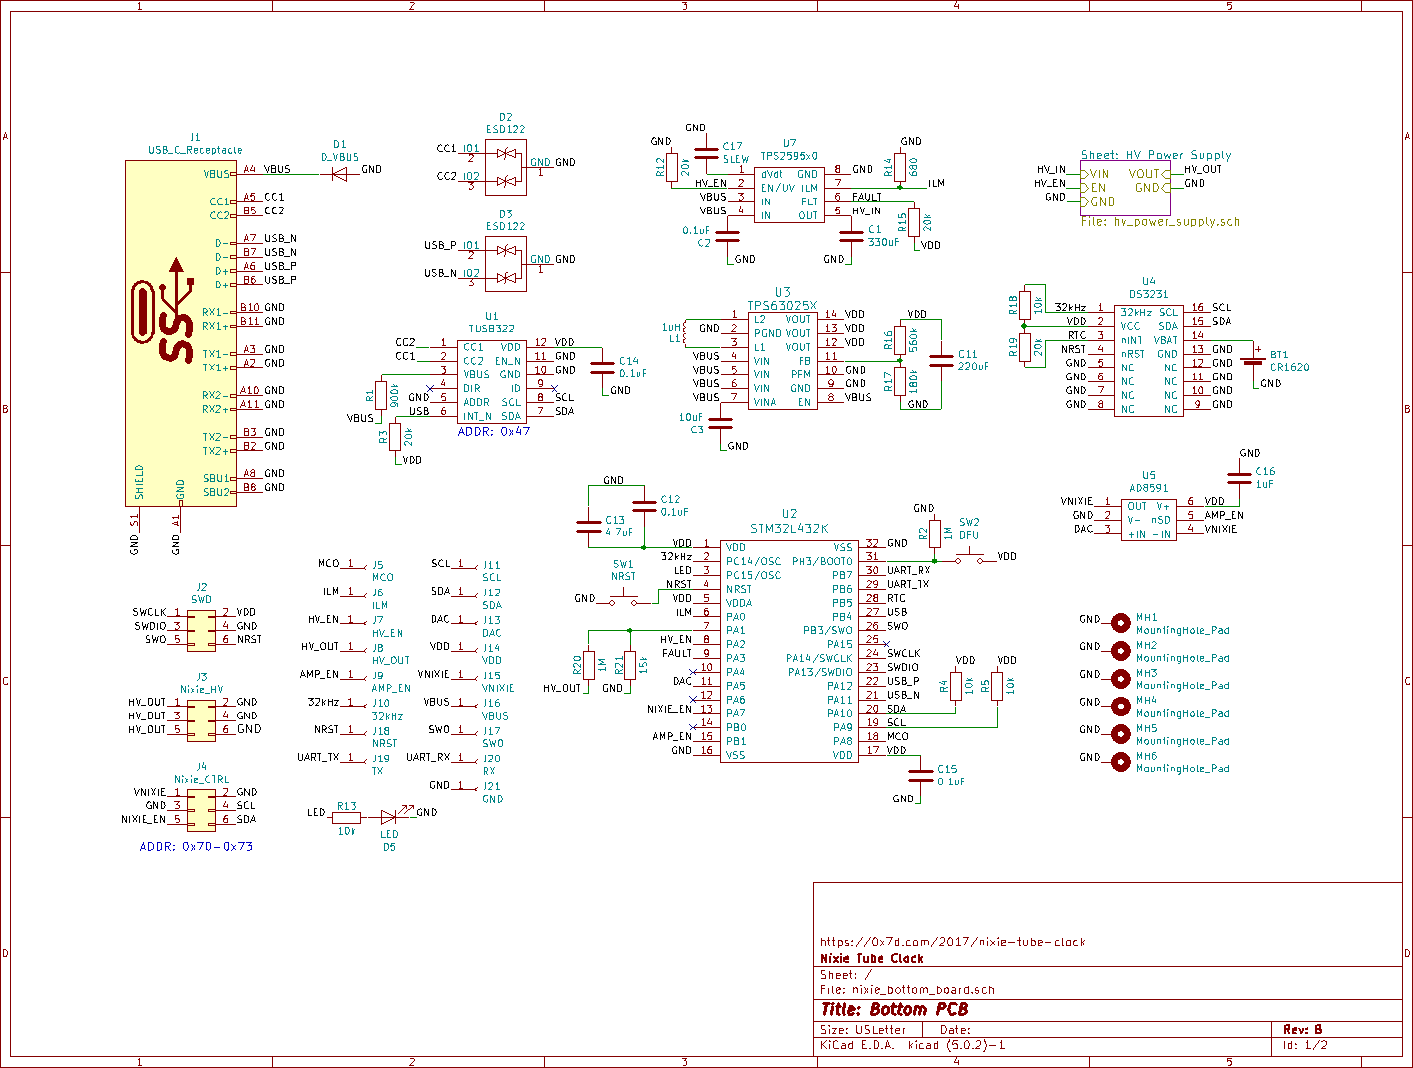 1 2 3 4 5
A
B
C
D
J1
USB_C_Receptacle
VBUS A4 VBUS
CC1 A5 CC1
CC2 B5 CC2
D- A7 USB_N
D- B7 USB_N
D+ A6 USB_P
D+ B6 USB_P
RX1- B10 GND
RX1+ B11 GND
TX1- A3 GND
TX1+ A2 GND
RX2- A10 GND
RX2+ A11 GND
TX2- B3 GND
TX2+ B2 GND
SBU1 A8 GND
SBU2 B8 GND
SHIELD GND
S1 A1
GND GND
SS
D1
D_VBUS
GND
D2
ESD122
CC1 IO1
2
CC2 IO2
3
GND GND
1
D3
ESD122
USB_P IO1
2
USB_N IO2
3
GND GND
1
U1
TUSB322
CC2 1 CC1 VDD 12 VDD
CC1 2 CC2 EN_N 11 GND
3 VBUS GND 10 GND
4 DIR ID 9
GND 5 ADDR SCL 8 SCL
USB 6 INT_N SDA 7 SDA
ADDR: 0x47
R1 900k
VBUS
R3 20k
VDD
C14
0.1uF
GND
U7
TPS2595x0
1 dVdt GND 8 GND
HV_EN 2 EN/UV ILM 7 ILM
VBUS 3 IN FLT 6 FAULT
VBUS 4 IN OUT 5 HV_IN
GND
R12 20k
GND
C17
SLEW
GND
R14 680
R15 20k
VDD
0.1uF
C2
GND
C1
330uF
GND
U3
TPS63025X
1 L2 VOUT 14 VDD
GND 2 PGND VOUT 13 VDD
3 L1 VOUT 12 VDD
VBUS 4 VIN FB 11
VBUS 5 VIN PFM 10 GND
VBUS 6 VIN GND 9 GND
VBUS 7 VINA EN 8 VBUS
1uH
L1
10uF
C3
GND
VDD
R16 560k
R17 180k
GND
C11
220uF
Sheet: HV Power Supply
HV_IN VIN VOUT HV_OUT
HV_EN EN GND GND
GND GND
File: hv_power_supply.sch
U4
DS3231
32kHz 1 32kHz SCL 16 SCL
VDD 2 VCC SDA 15 SDA
RTC 3 nINT VBAT 14
NRST 4 nRST GND 13 GND
GND 5 NC NC 12 GND
GND 6 NC NC 11 GND
GND 7 NC NC 10 GND
GND 8 NC NC 9 GND
R18 10k
R19 20k
+
BT1
CR1620
GND
U5
AD8591
VNIXIE 1 OUT V+ 6 VDD
GND 2 V- nSD 5 AMP_EN
DAC 3 +IN -IN 4 VNIXIE
GND
C16
1uF
U2
STM32L432K
VDD 1 VDD VSS 32 GND
32kHz 2 PC14/OSC PH3/BOOT0 31
LED 3 PC15/OSC PB7 30 UART_RX
NRST 4 NRST PB6 29 UART_TX
VDD 5 VDDA PB5 28 RTC
ILM 6 PA0 PB4 27 USB
7 PA1 PB3/SWO 26 SWO
HV_EN 8 PA2 PA15 25
FAULT 9 PA3 PA14/SWCLK 24 SWCLK
10 PA4 PA13/SWDIO 23 SWDIO
DAC 11 PA5 PA12 22 USB_P
12 PA6 PA11 21 USB_N
NIXIE_EN 13 PA7 PA10 20 SDA
14 PB0 PA9 19 SCL
AMP_EN 15 PB1 PA8 18 MCO
GND 16 VSS VDD 17 VDD
GND
C12
0.1uF
C13
4.7uF
SW1
NRST
GND
R20 1M
R21 15k
HV_OUT GND
GND
R2 1M
SW2
DFU
VDD
VDD VDD
R4 10k
R5 10k
C15
0.1uF
GND
J2
SWD
SWCLK 1 2 VDD
SWDIO 3 4 GND
SWO 5 6 NRST
J3
Nixie_HV
HV_OUT 1 2 GND
HV_OUT 3 4 GND
HV_OUT 5 6 GND
J4
Nixie_CTRL
VNIXIE 1 2 GND
GND 3 4 SCL
NIXIE_EN 5 6 SDA
ADDR: 0x70-0x73
MCO 1 J5
MCO
ILM 1 J6
ILM
HV_EN 1 J7
HV_EN
HV_OUT 1 J8
HV_OUT
AMP_EN 1 J9
AMP_EN
32kHz 1 J10
32kHz
NRST 1 J18
NRST
UART_TX 1 J19
TX
SCL 1 J11
SCL
SDA 1 J12
SDA
DAC 1 J13
DAC
VDD 1 J14
VDD
VNIXIE 1 J15
VNIXIE
VBUS 1 J16
VBUS
SWO 1 J17
SWO
UART_RX 1 J20
RX
GND 1 J21
GND
LED R13
10k
GND
LED
D5
GND MH1
MountingHole_Pad
GND MH2
MountingHole_Pad
GND MH3
MountingHole_Pad
GND MH4
MountingHole_Pad
GND MH5
MountingHole_Pad
GND MH6
MountingHole_Pad
https://0x7d.com/2017/nixie-tube-clock
Nixie Tube Clock
Sheet: /
File: nixie_bottom_board.sch
Title: Bottom PCB
Size: USLetter Date: Rev: B
KiCad E.D.A. kicad (5.0.2)-1 Id: 1/2
A
B
C
D
1 2 3 4 5